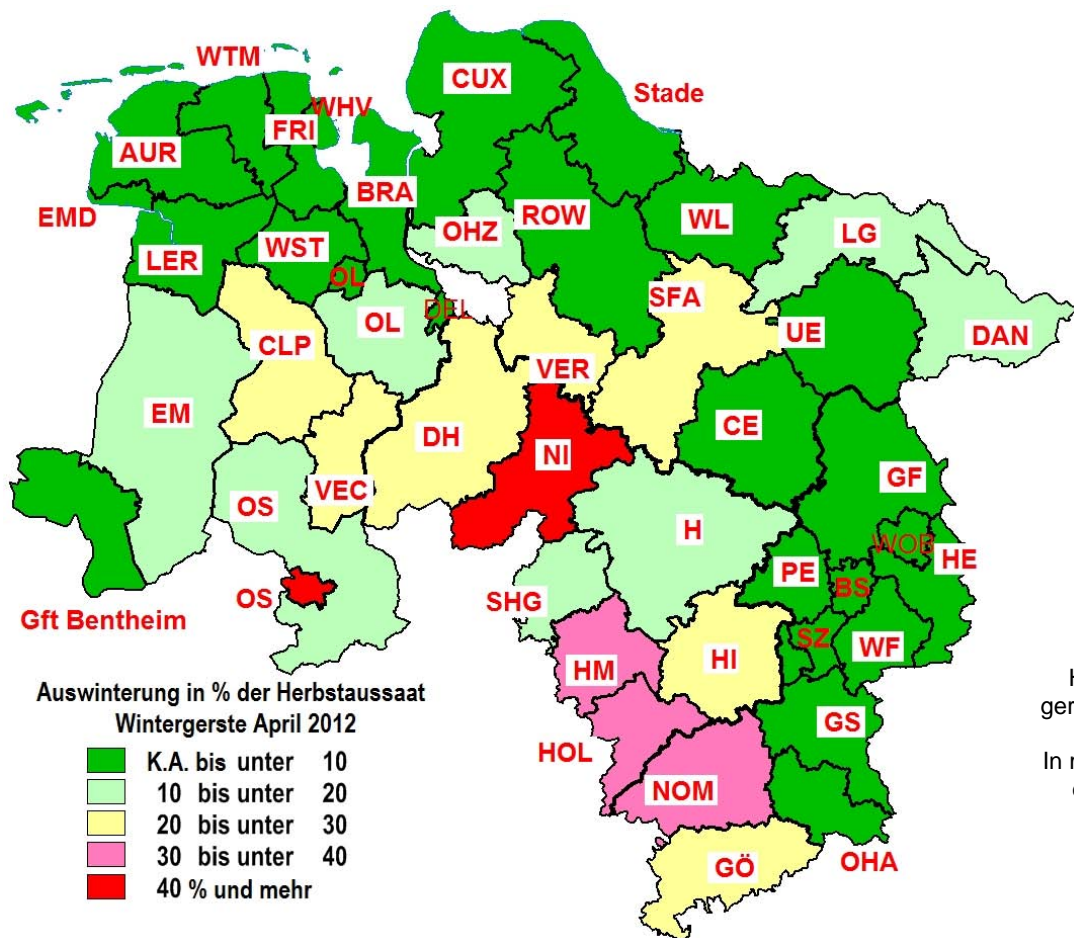 WTM
CUX
Stade
WHV
FRI
AUR
BRA
EMD
OHZ
ROW
WL
LG
LER
WST
OL
DEL
OL
SFA
UE
DAN
CLP
VER
EM
DH
NI
CE
GF
OS
VEC
H
WOB
HE
PE
BS
OS
SHG
Gft Bentheim
SZ
WF
HM
HI
Auswinterung in % der Herbstaussaat
Wintergerste April 2012
K.A. bis unter 10
10 bis unter 20
20 bis unter 30
30 bis unter 40
40 % und mehr
GS
HOL
NOM
GÖ
OHA
H
ger
In